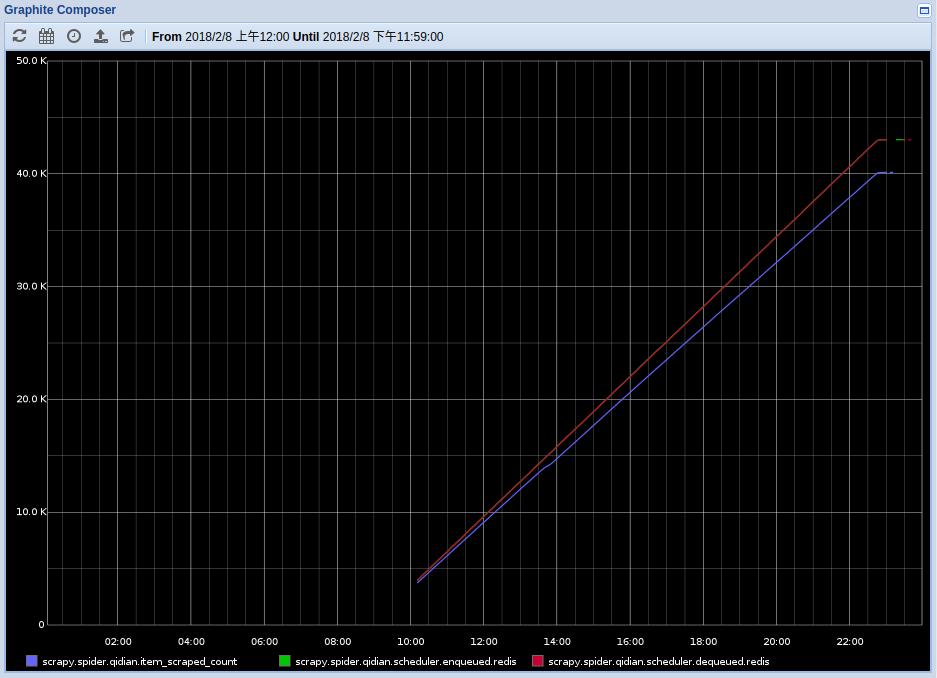 Graphite Composer
From 2018/2/8 上午12:00 Until 2018/2/8 下午11:59:00
50.0 K
40.0 K
30.0 K
20.0 K
10.0 K
0
02:00 04:00 06:00 08:00 10:00 12:00 14:00 16:00 18:00 20:00 22:00
scrapy.spider.qidian.item_scraped_count scrapy.spider.qidian.scheduler.enqueued.redis scrapy.spider.qidian.scheduler.dequeued.redis